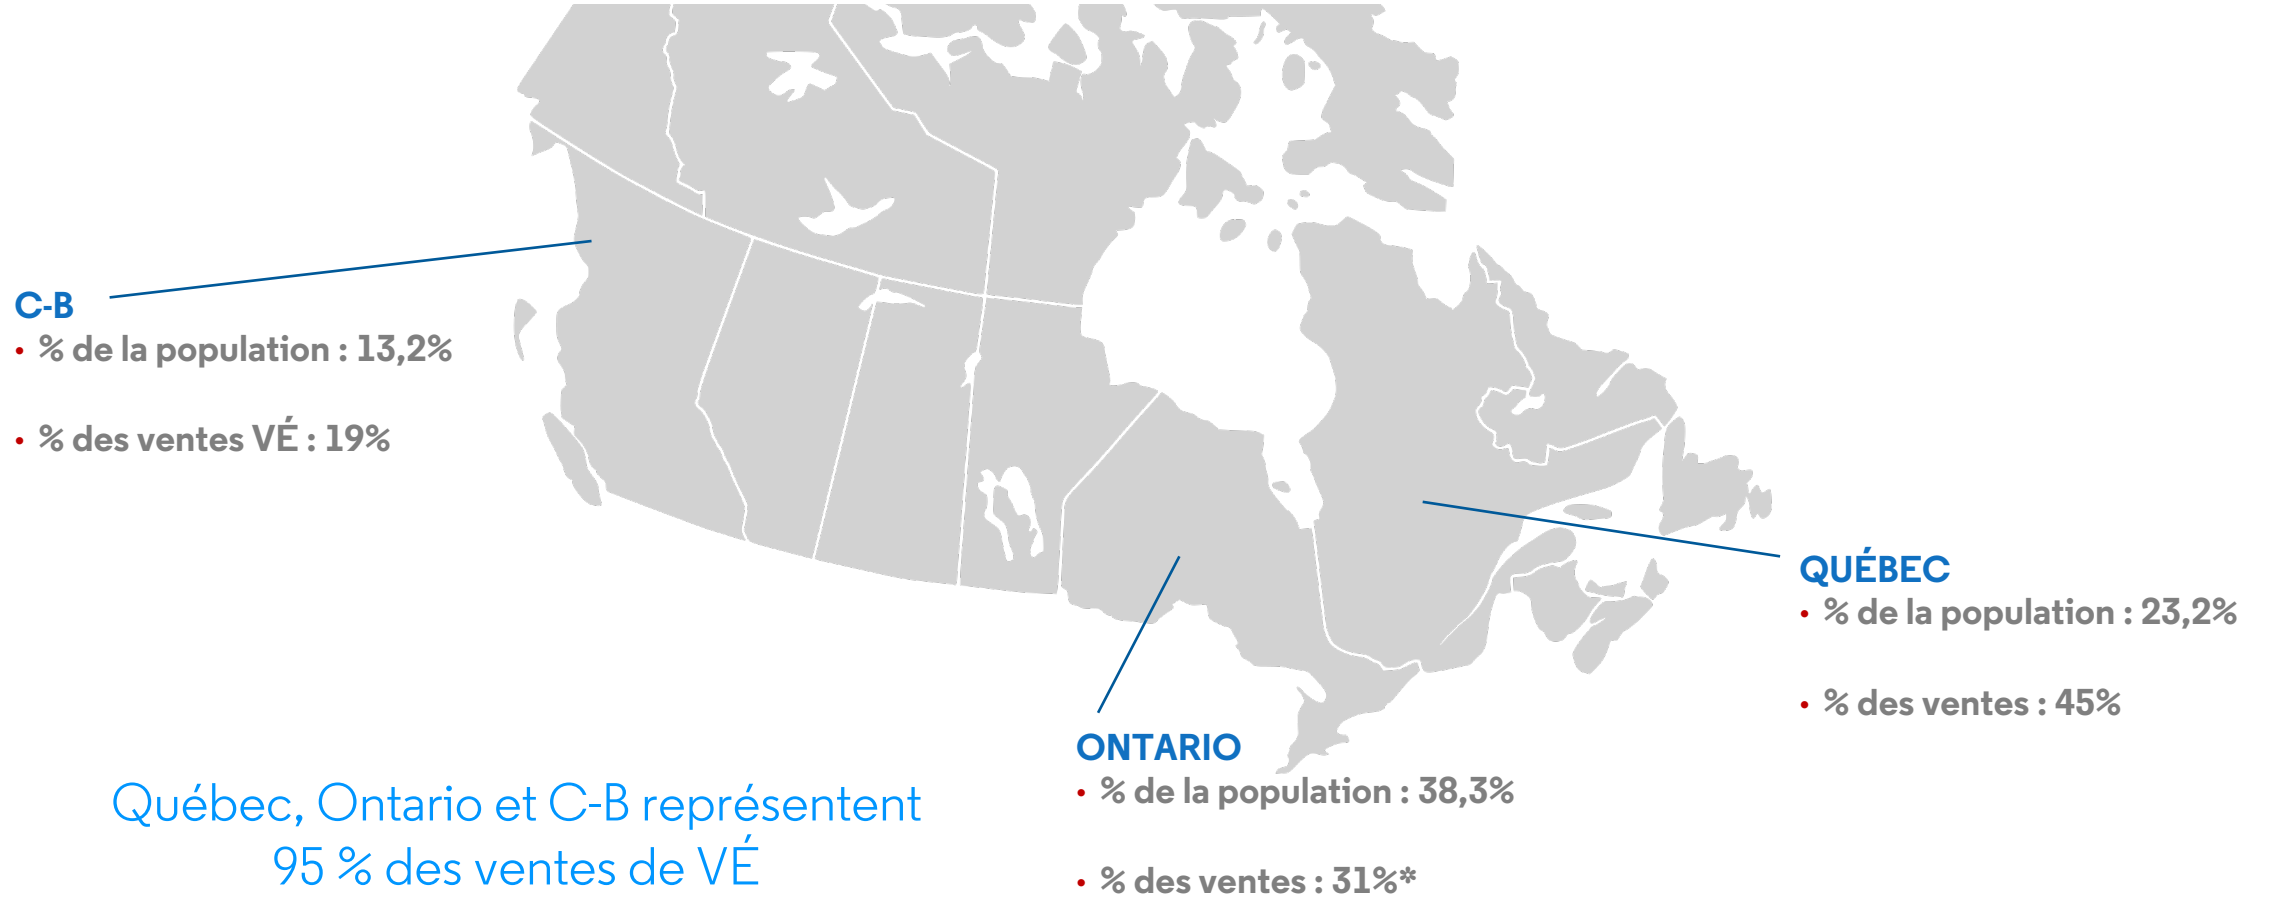 C-B
• % de la population : 13,2%
• % des ventes VÉ : 19%
QUÉBEC
• % de la population : 23,2%
• % des ventes : 45%
ONTARIO
• % de la population : 38,3%
• % des ventes : 31%*
Québec, Ontario et C-B représentent
95 % des ventes de VÉ